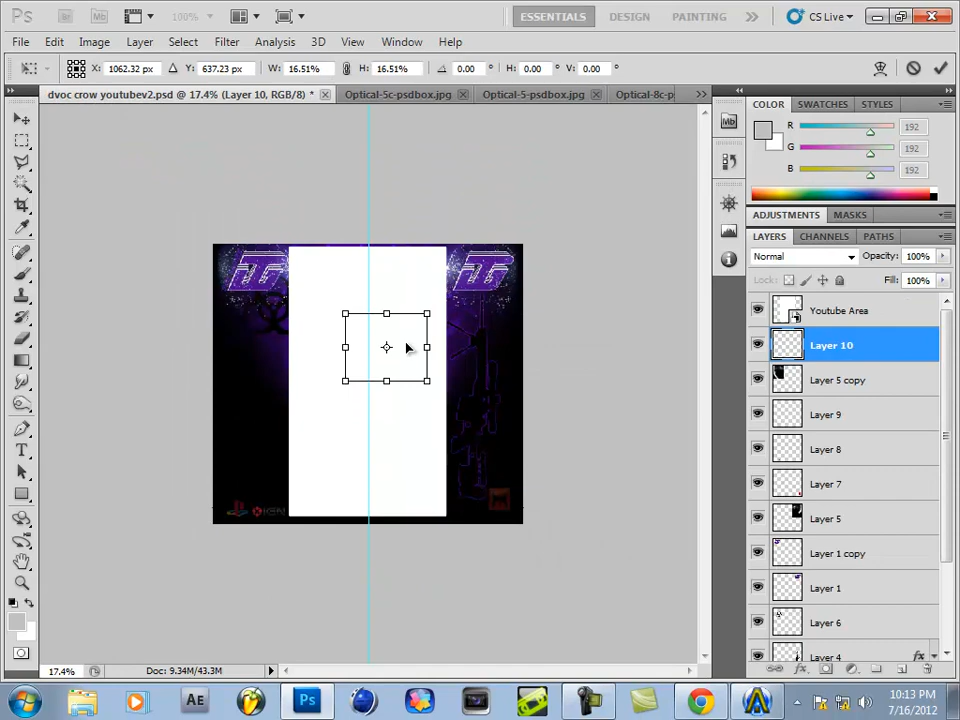 Ps Br Mb 100% ESSENTIALS DESIGN PAINTING CS Live
File Edit Image Layer Select Filter Analysis 3D View Window Help
X: 1062.32 px Y: 637.23 px W: 16.51% H: 16.51% 0.00 ° H: 0.00 ° V: 0.00 °
dvoc crow youtubev2.psd @ 17.4% (Layer 10, RGB/8) * Optical-5c-psdbox.jpg Optical-5-psdbox.jpg Optical-8c-p
COLOR SWATCHES STYLES
R 192
G 192
B 192
ADJUSTMENTS MASKS
LAYERS CHANNELS PATHS
Normal Opacity: 100%
Lock: Fill: 100%
Youtube Area
Layer 10
Layer 5 copy
Layer 9
Layer 8
Layer 7
Layer 5
Layer 1 copy
Layer 1
Layer 6
Layer 4 fx
IGN
17.4% Doc: 9.34M/43.3M
AE Ps
10:13 PM
7/16/2012